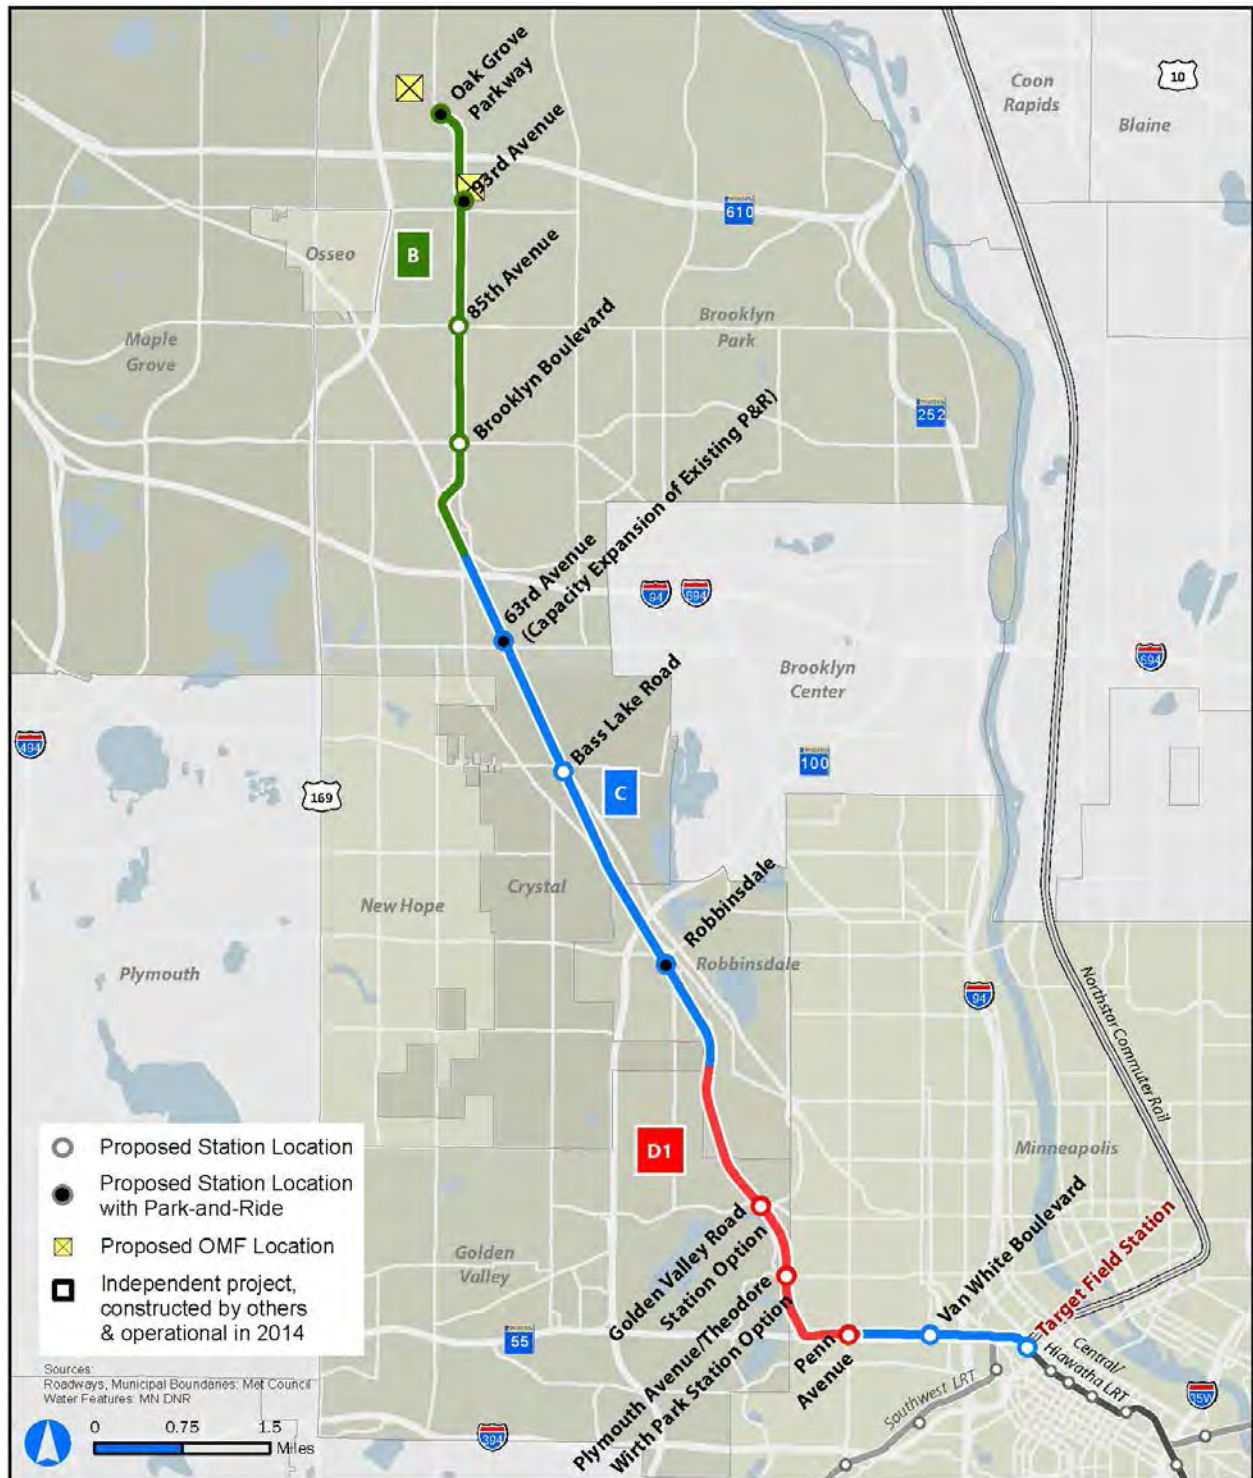 Oak Grove
Parkway
93rd Avenue
Coon
Rapids
10
Blaine
610
Osseo
B
85th Avenue
Brooklyn Boulevard
Brooklyn
Park
Maple
Grove
252
63rd Avenue
(Capacity Expansion of Existing P&R)
94
694
694
Brooklyn
Center
Bass Lake Road
494
169
100
C
Crystal
New Hope
Robbinsdale
Robbinsdale
Plymouth
94
Northstar Commuter Rail
Minneapolis
D1
Golden Valley Road
Station Option
Golden
Valley
Plymouth Avenue/Theodore
Wirth Park Station Option
Penn
Avenue
Van White Boulevard
Target Field Station
Central/
Hiawatha LRT
Southwest LRT
55
35W
394
Proposed Station Location
Proposed Station Location
with Park-and-Ride
Proposed OMF Location
Independent project,
constructed by others
& operational in 2014
Sources:
Roadways, Municipal Boundaries: Met Council
Water Features: MN DNR
0 0.75 1.5
Miles